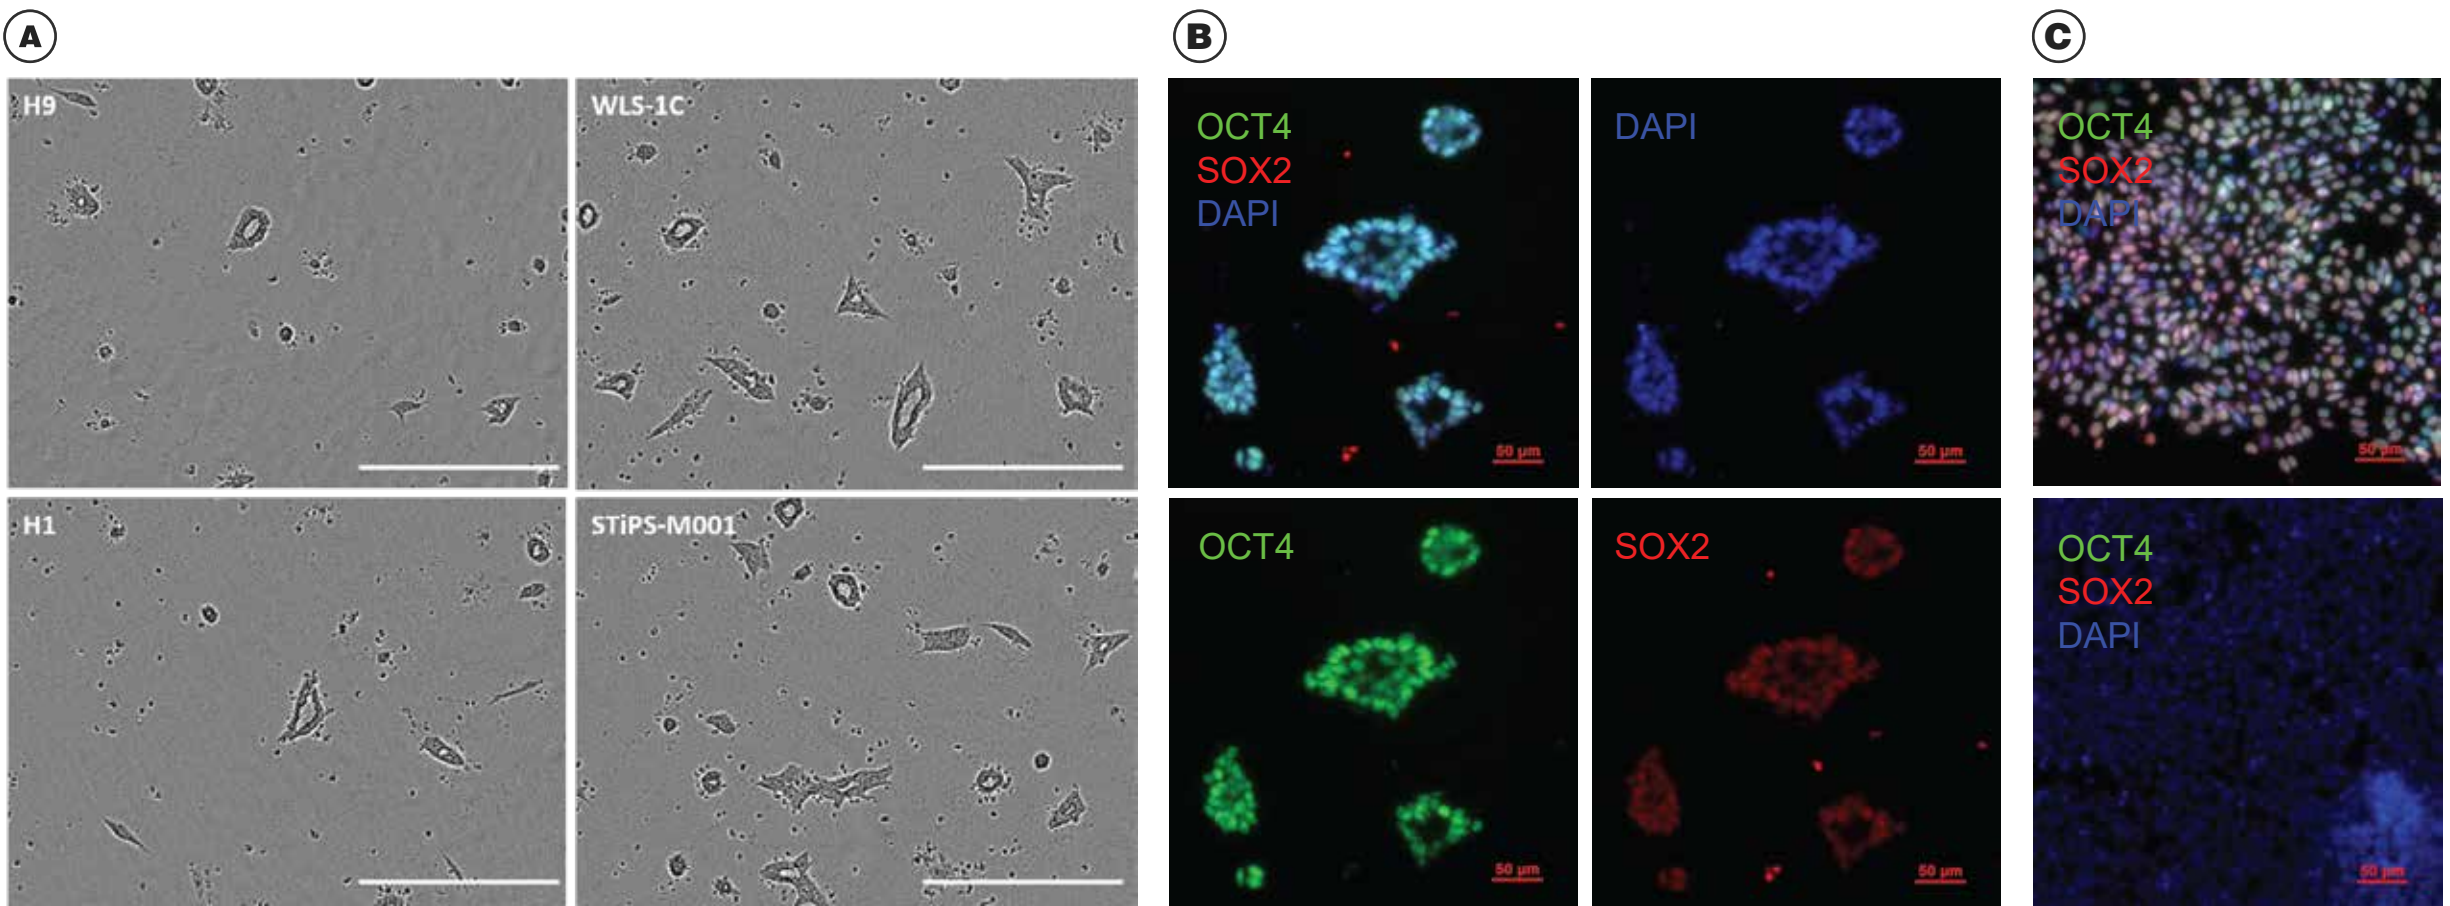 A
B
C
H9
WLS-1C
H1
STiPS-M001
OCT4
SOX2
DAPI
50 µm
DAPI
50 µm
OCT4
50 µm
SOX2
50 µm
OCT4
SOX2
DAPI
50 µm
OCT4
SOX2
DAPI
50 µm